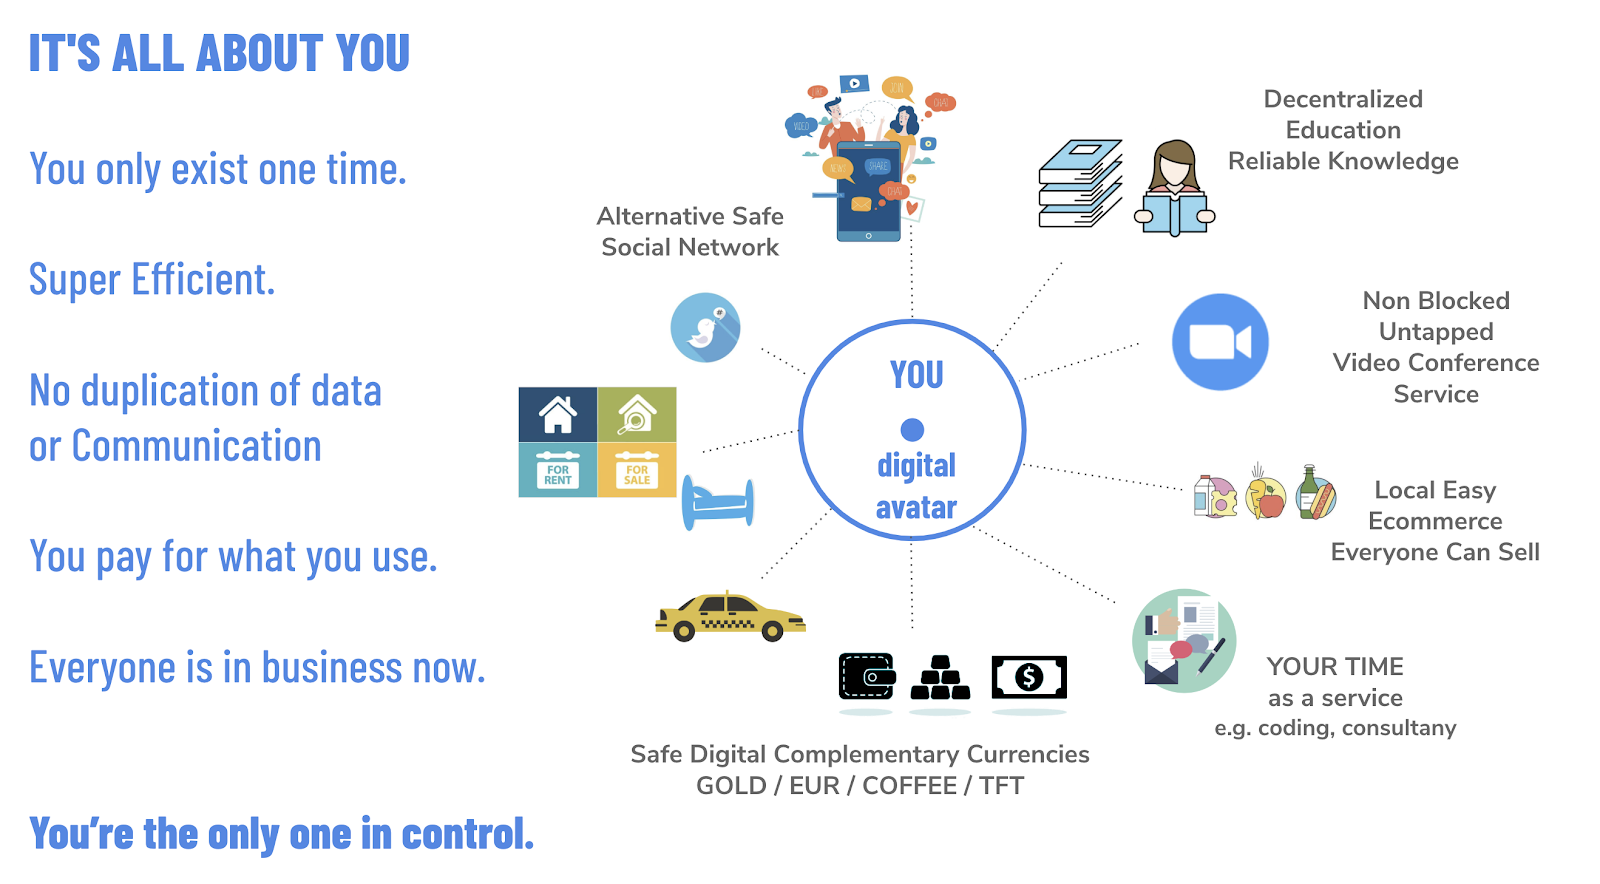 IT'S ALL ABOUT YOU
You only exist one time.
Super Efficient.
No duplication of data
or Communication
You pay for what you use.
Everyone is in business now.
You're the only one in control.
LIKE
JOIN
CHAT
VIDEO
NEWS
SHARE
CHAT
Alternative Safe
Social Network
#
Decentralized
Education
Reliable Knowledge
Non Blocked
Untapped
Video Conference
Service
YOU
digital
avatar
FOR
RENT
FOR
SALE
Local Easy
Ecommerce
Everyone Can Sell
YOUR TIME
as a service
e.g. coding, consultany
$
Safe Digital Complementary Currencies
GOLD / EUR / COFFEE / TFT